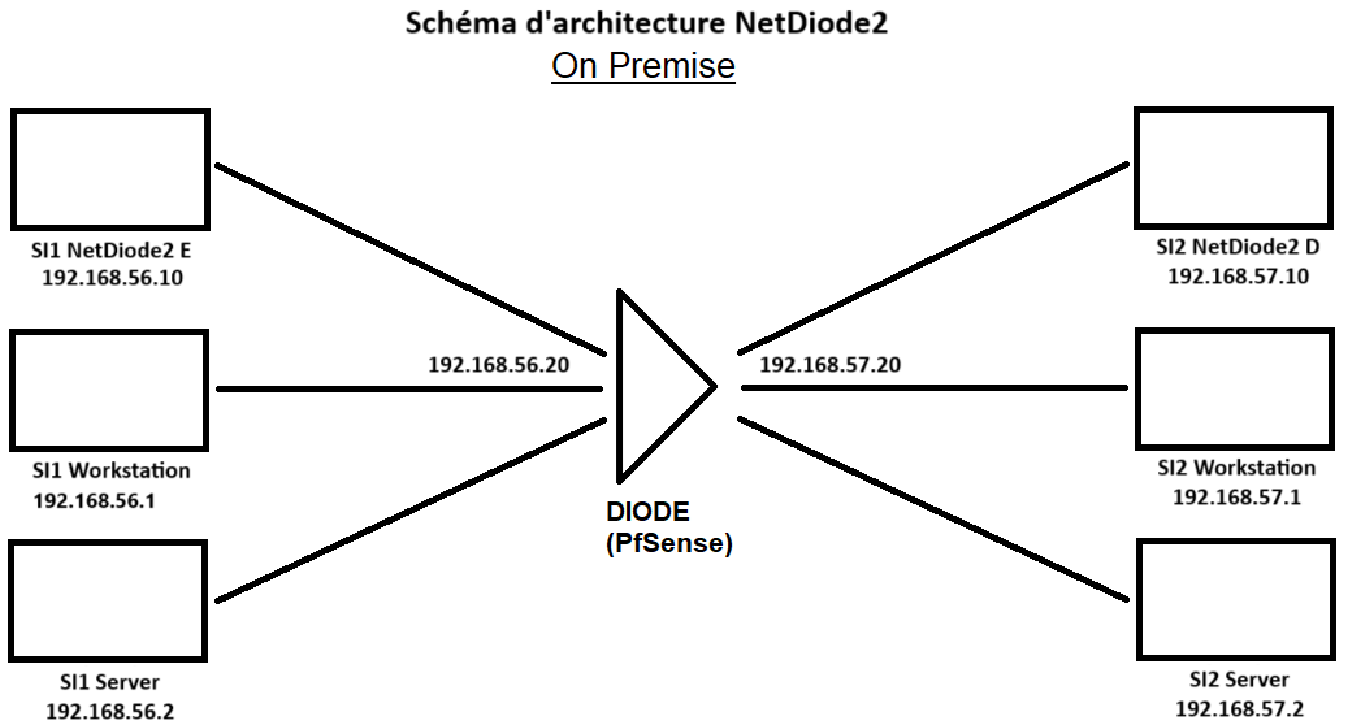 Schéma d'architecture NetDiode2
On Premise
SI1 NetDiode2 E
192.168.56.10
SI2 NetDiode2 D
192.168.57.10
192.168.56.20
192.168.57.20
SI1 Workstation
192.168.56.1
SI2 Workstation
192.168.57.1
DIODE
(PfSense)
SI1 Server
192.168.56.2
SI2 Server
192.168.57.2